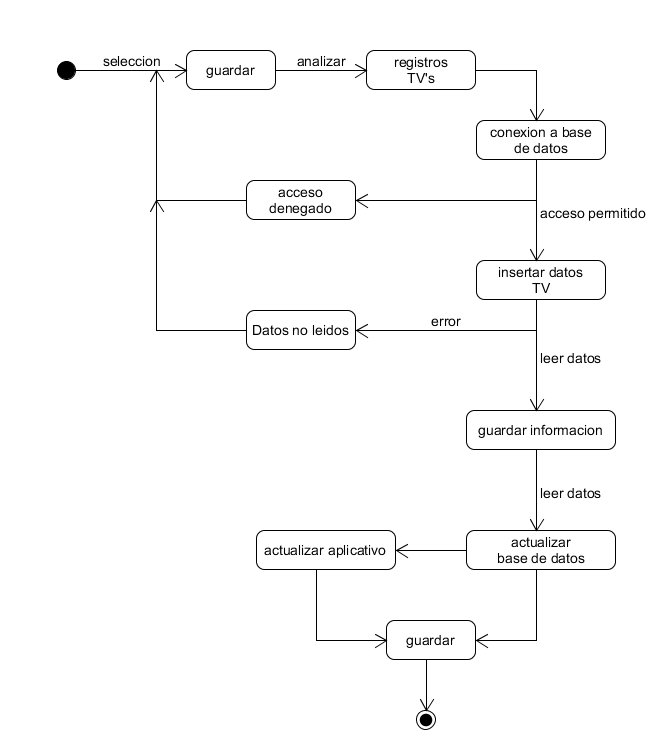 seleccion
guardar
analizar
registros
TV's
conexion a base
de datos
acceso
denegado
acceso permitido
insertar datos
TV
Datos no leidos
error
leer datos
guardar informacion
leer datos
actualizar aplicativo
actualizar
base de datos
guardar